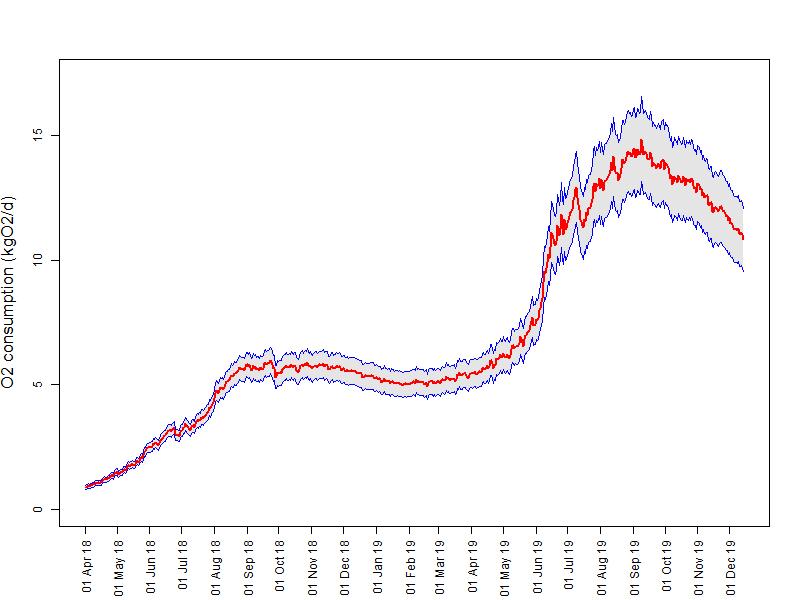 O2 consumption (kgO2/d)
15
10
5
0
01 Apr 18
01 May 18
01 Jun 18
01 Jul 18
01 Aug 18
01 Sep 18
01 Oct 18
01 Nov 18
01 Dec 18
01 Jan 19
01 Feb 19
01 Mar 19
01 Apr 19
01 May 19
01 Jun 19
01 Jul 19
01 Aug 19
01 Sep 19
01 Oct 19
01 Nov 19
01 Dec 19